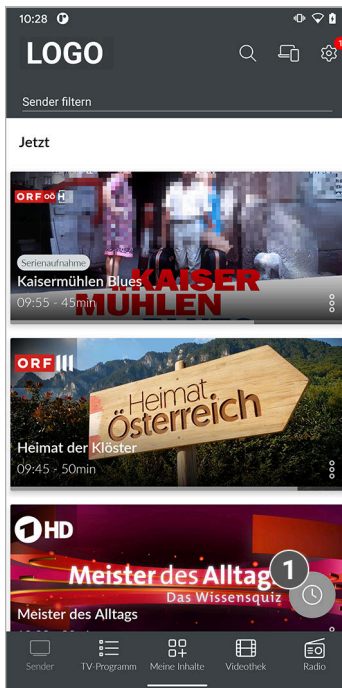 10:28
LOGO
1
Sender filtern
Jetzt
ORF OÖ H
Serienaufnahme
KAISER
Kaisermühlen Blues
MÜHLEN
09:55 - 45min
ORF III
Heimat
Österreich
Heimat der Klöster
09:45 - 50min
1 HD
Meister des Alltags
1
Das Wissensquiz
Meister des Alltags
Sender
TV-Programm
Meine Inhalte
Videothek
Radio